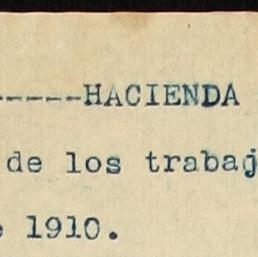 -----HACIENDA
de los trabaj
1910.